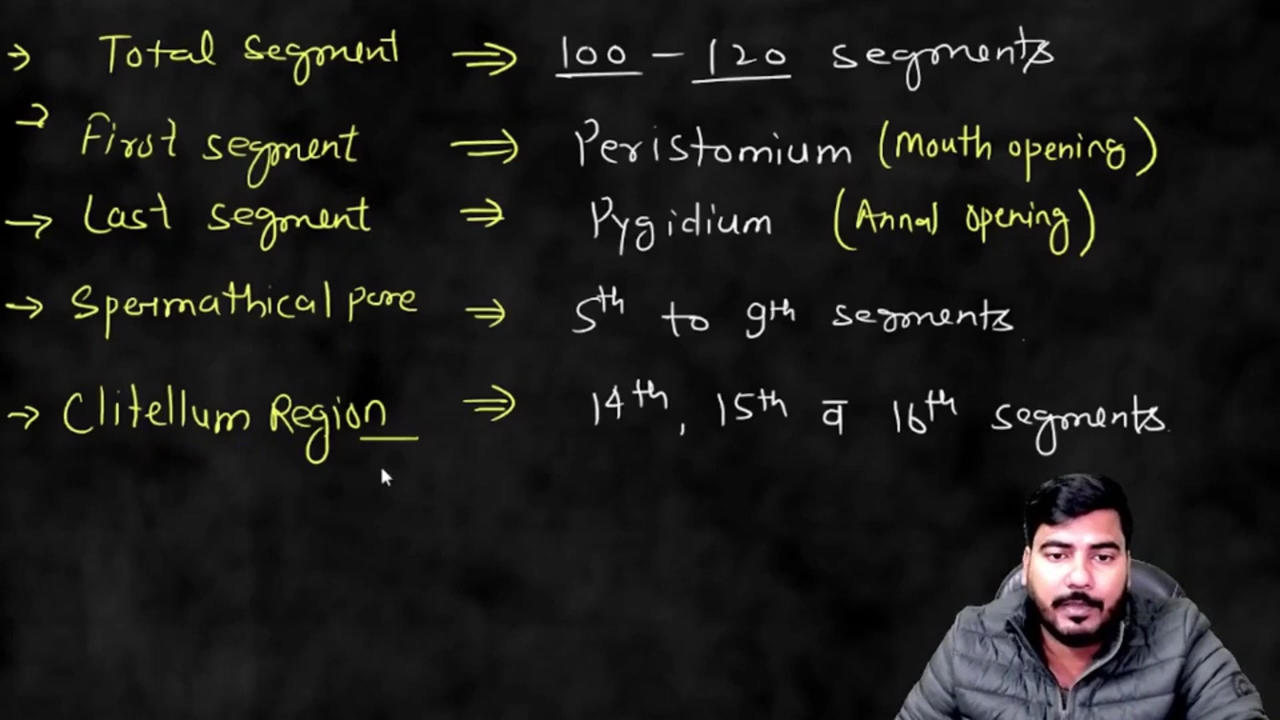 → Total segment ⇒ 100 - 120 segments
→ First segment ⇒ Peristomium (Mouth opening)
→ Last segment ⇒ Pygidium (Annal opening)
→ Spermathical pore ⇒ 5th to 9th segments
→ Clitellum Region ⇒ 14th, 15th व 16th segments